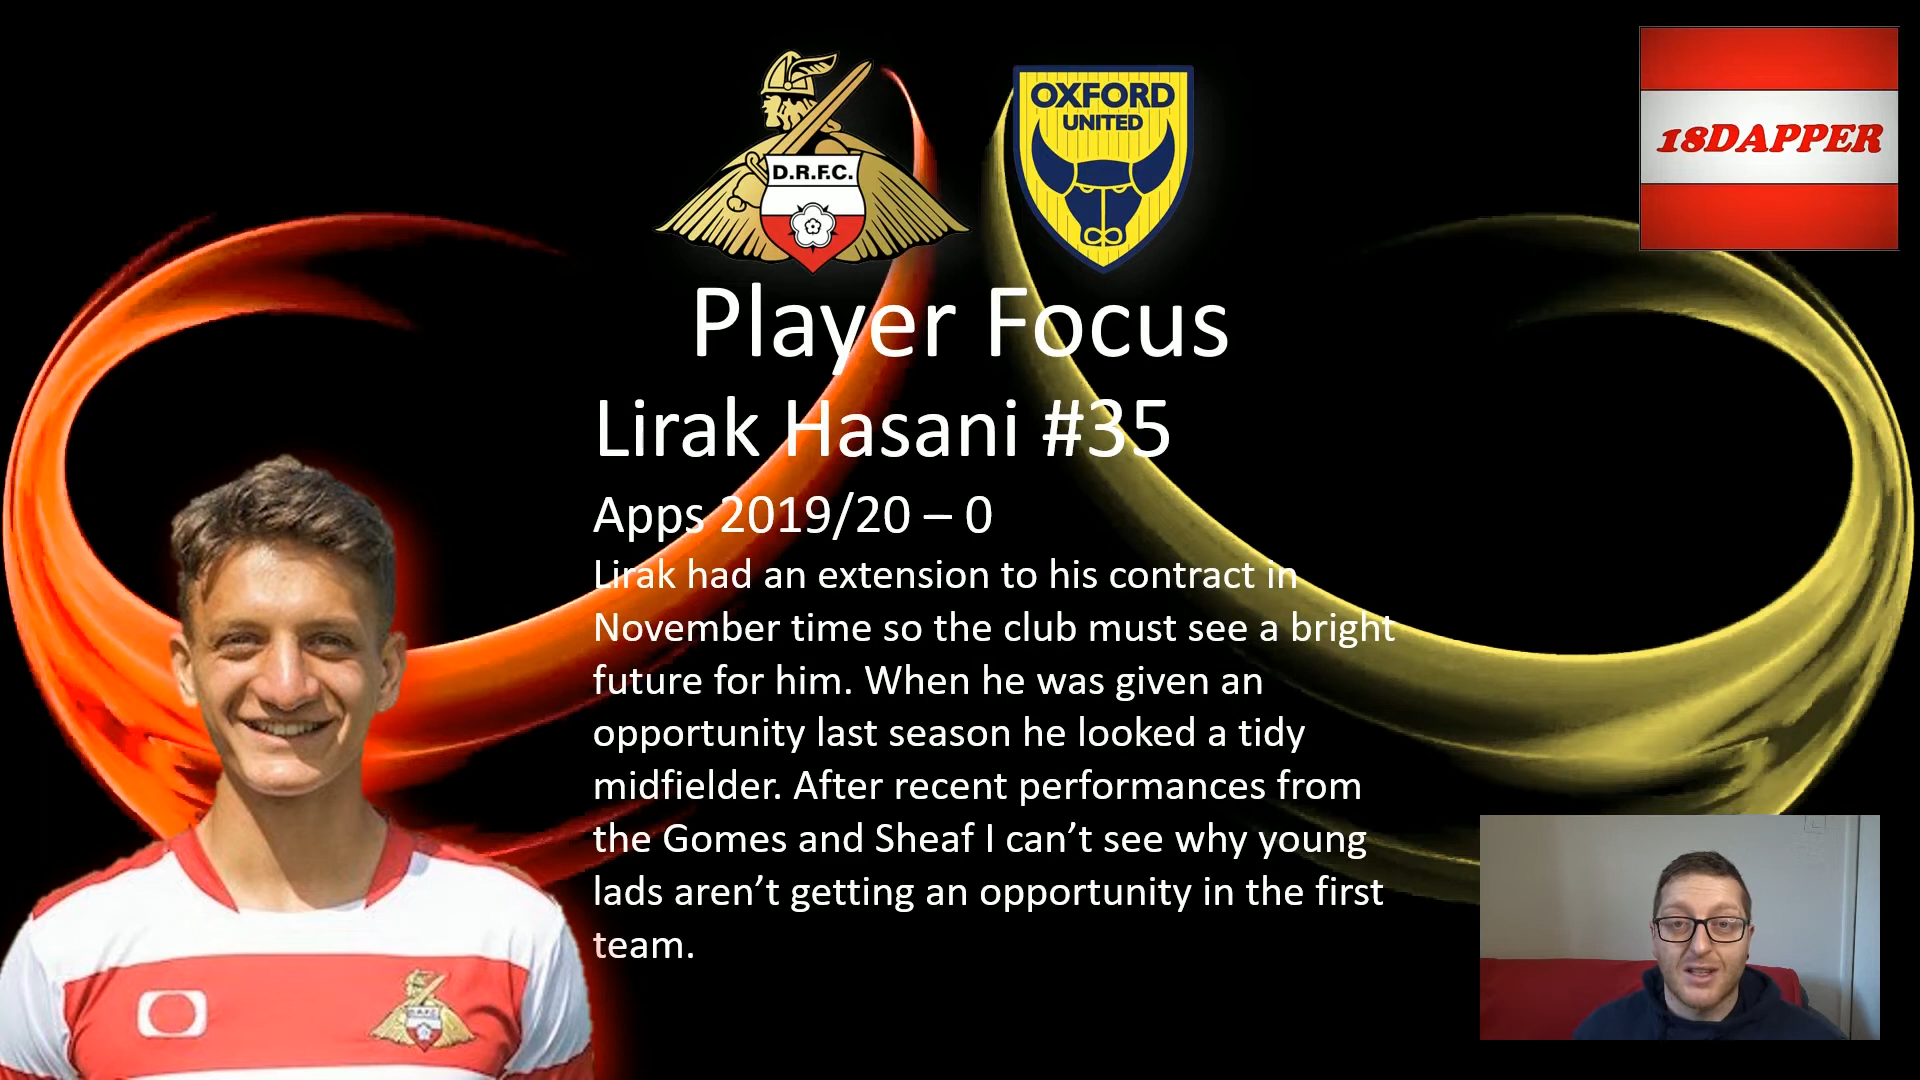 D.R.F.C.
OXFORD
UNITED
18DAPPER
Player Focus
Lirak Hasani #35
Apps 2019/20 – 0
Lirak had an extension to his contract in
November time so the club must see a bright
future for him. When he was given an
opportunity last season he looked a tidy
midfielder. After recent performances from
the Gomes and Sheaf I can’t see why young
lads aren’t getting an opportunity in the first
team.